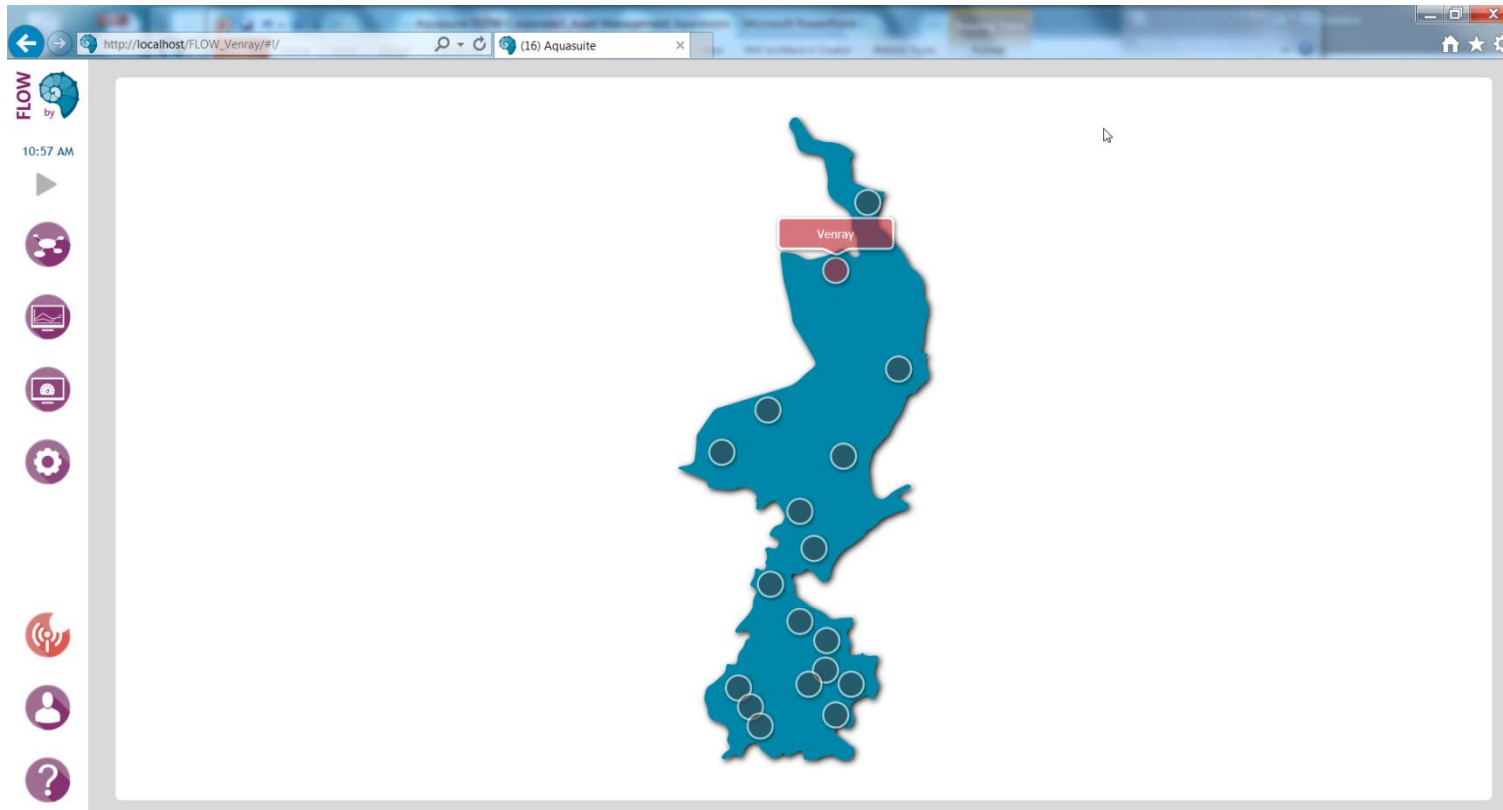 http://localhost/FLOW_Venray/#!/
(16) Aquasuite
FLOW
by
10:57 AM
Venray